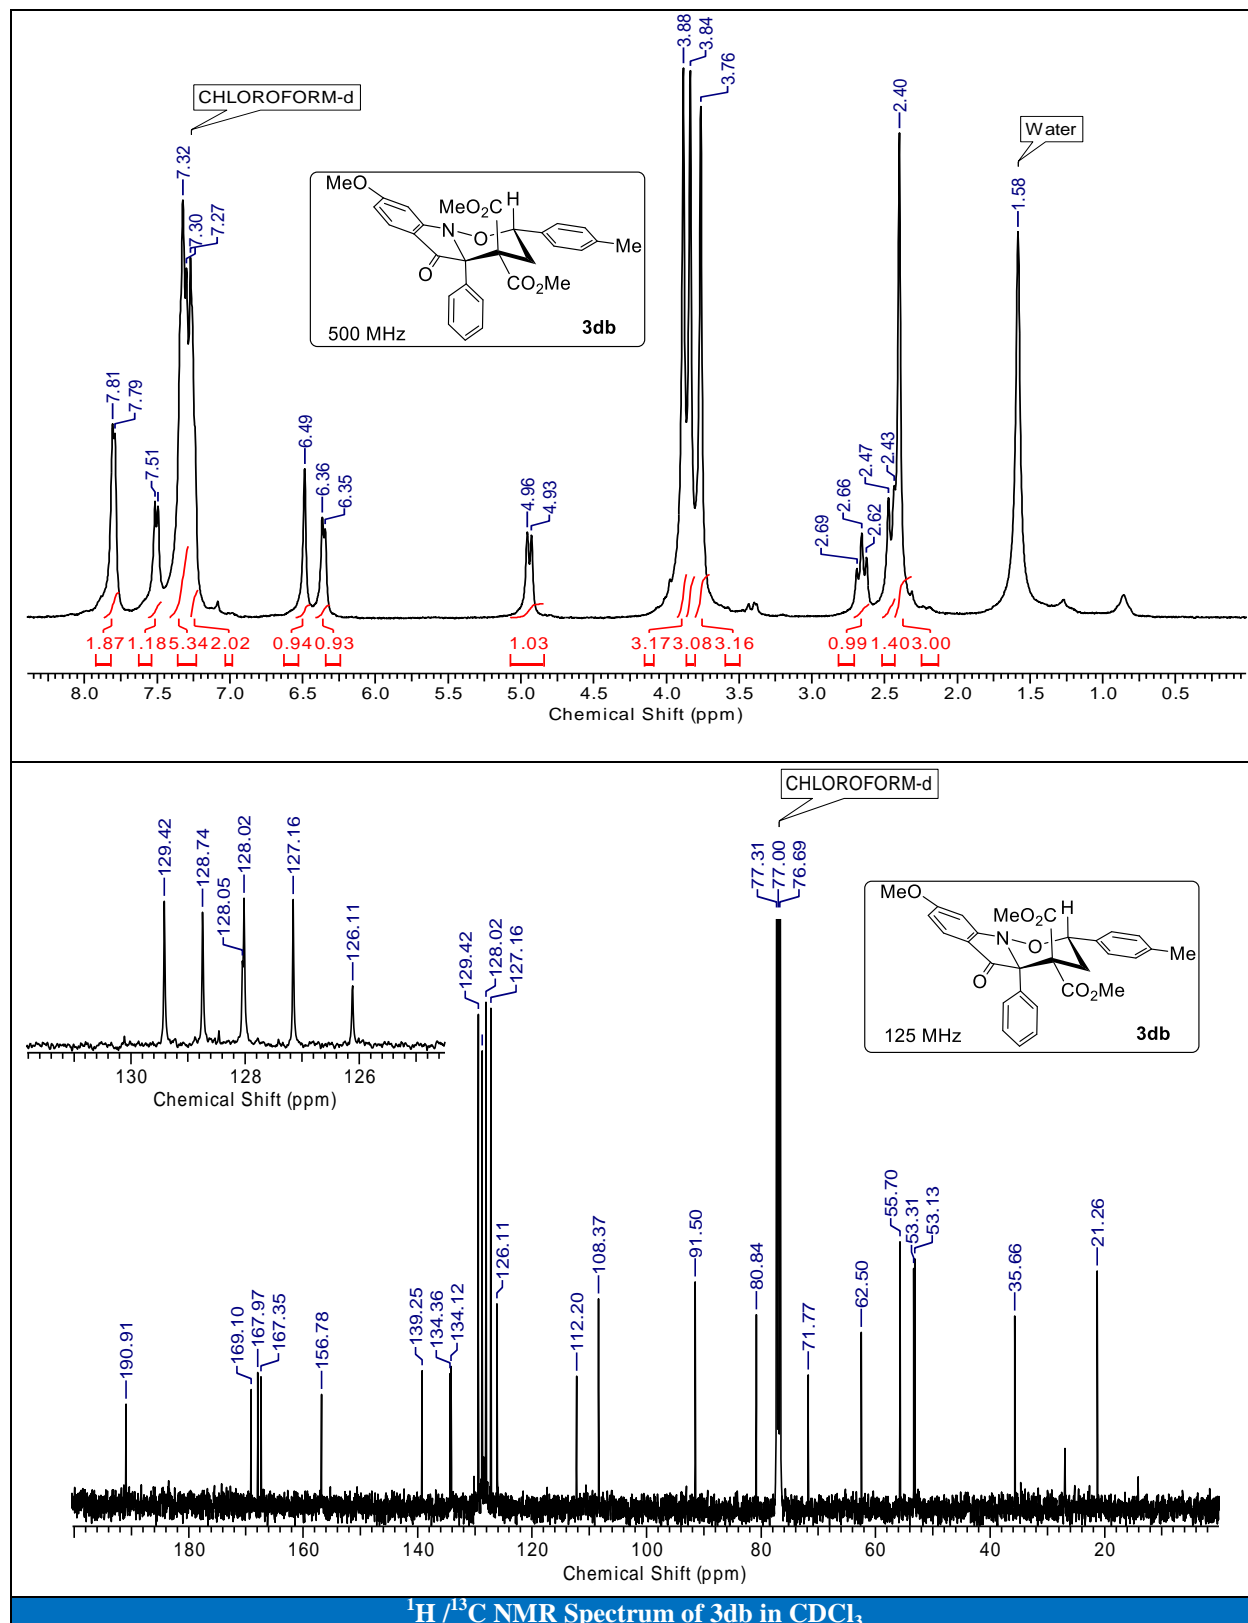 3.88
3.84
3.76
CHLOROFORM-d
2.40
Water
7.32
7.30
7.27
1.58
MeO
MeO2C
H
N
O
Me
O
CO2Me
500 MHz
3db
7.81
7.79
7.51
6.49
6.36
6.35
4.96
4.93
2.69
2.66
2.62
2.47
2.43
1.87 1.18 5.34 2.02 0.94 0.93 1.03 3.17 3.08 3.16 0.99 1.40 3.00
8.0 7.5 7.0 6.5 6.0 5.5 5.0 4.5 4.0 3.5 3.0 2.5 2.0 1.5 1.0 0.5
Chemical Shift (ppm)
CHLOROFORM-d
129.42
128.74
128.05
128.02
127.16
126.11
130 128 126
Chemical Shift (ppm)
77.31
77.00
76.69
MeO
MeO2C
H
N
O
Me
O
CO2Me
125 MHz
3db
190.91
169.10
167.97
167.35
156.78
139.25
134.36
134.12
129.42
128.02
127.16
126.11
112.20
108.37
91.50
80.84
71.77
62.50
55.70
53.31
53.13
35.66
21.26
180 160 140 120 100 80 60 40 20
Chemical Shift (ppm)
1H /13C NMR Spectrum of 3db in CDCl3